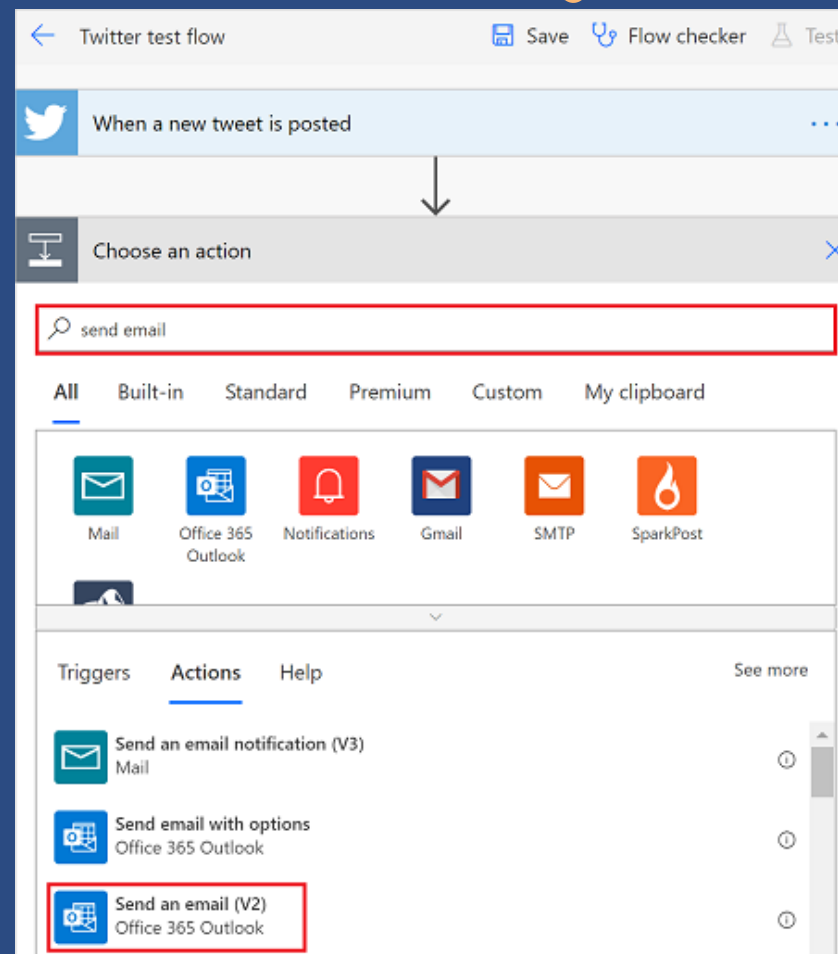 Twitter test flow Save Flow checker Test
When a new tweet is posted
Choose an action
send email
All Built-in Standard Premium Custom My clipboard
Mail Office 365 Outlook Notifications Gmail SMTP SparkPost
Triggers Actions Help See more
Send an email notification (V3)
Mail
Send email with options
Office 365 Outlook
Send an email (V2)
Office 365 Outlook